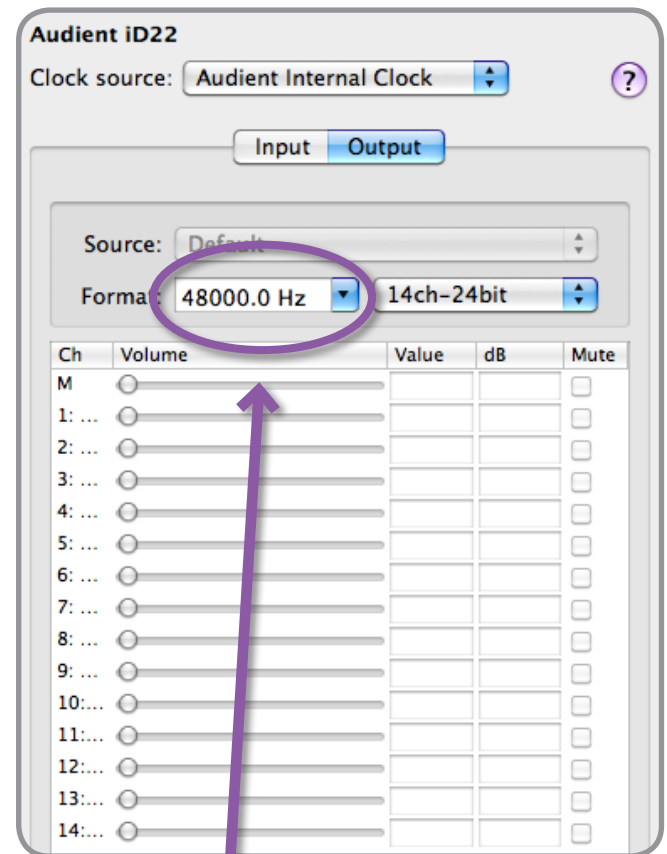 Audient iD22
Clock source: Audient Internal Clock ?
Input Output
Source: Default
Format: 48000.0 Hz 14ch-24bit
Ch Volume Value dB Mute
M
1: ...
2: ...
3: ...
4: ...
5: ...
6: ...
7: ...
8: ...
9: ...
10:...
11:...
12:...
13:...
14:...